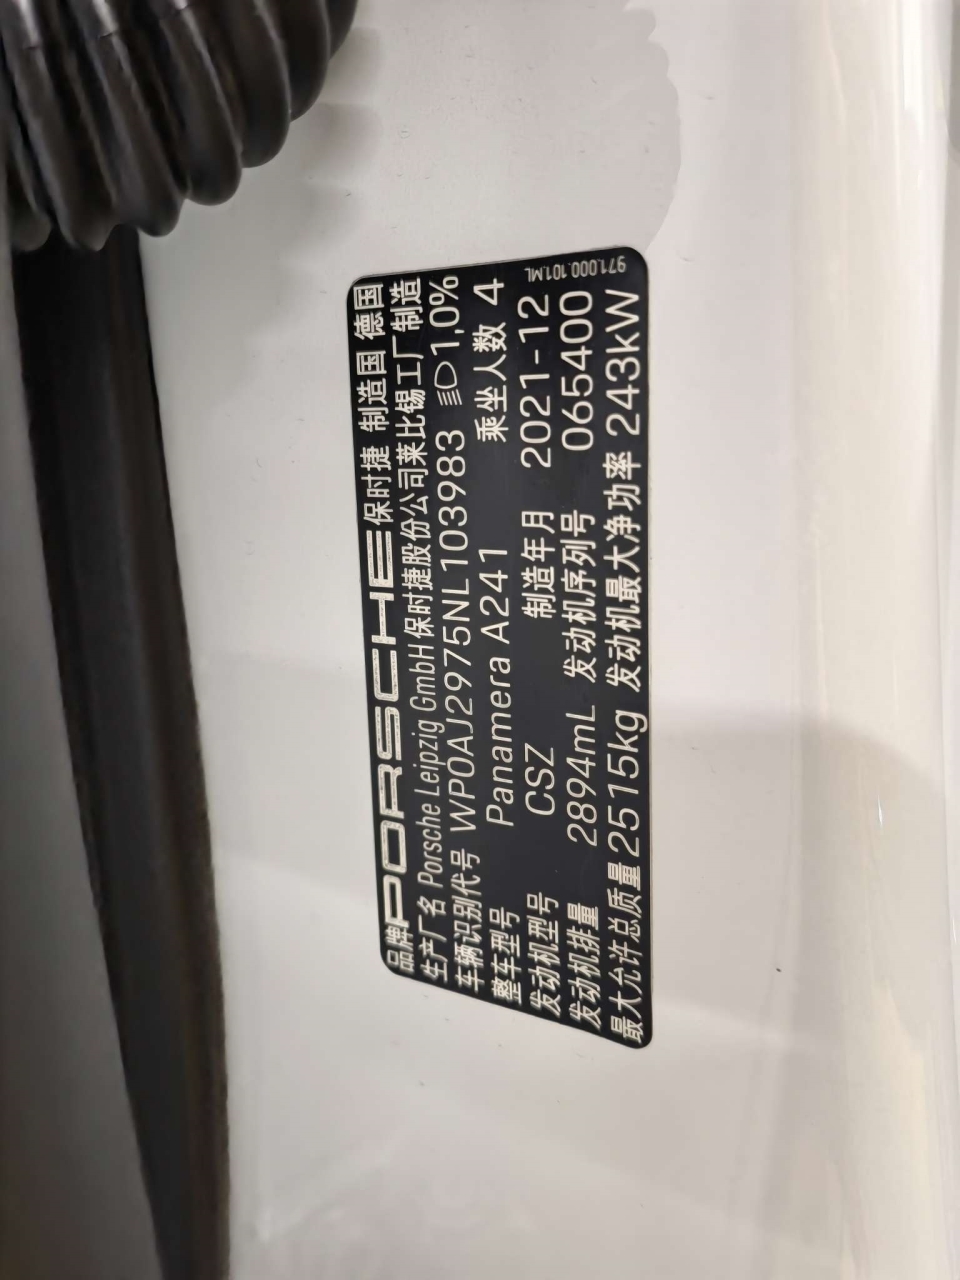 品牌 PORSCHE 保时捷 制造国 德国
生产厂名 Porsche Leipzig GmbH 保时捷股份公司莱比锡工厂制造
车辆识别代号 WP0AJ2975NL103983 1,0%
整车型号 Panamera A241 乘坐人数 4
发动机型号 CSZ 制造年月 2021-12
发动机排量 2894mL 发动机序列号 065400
最大允许总质量 2515kg 发动机最大净功率 243kW
971.000.101.ML